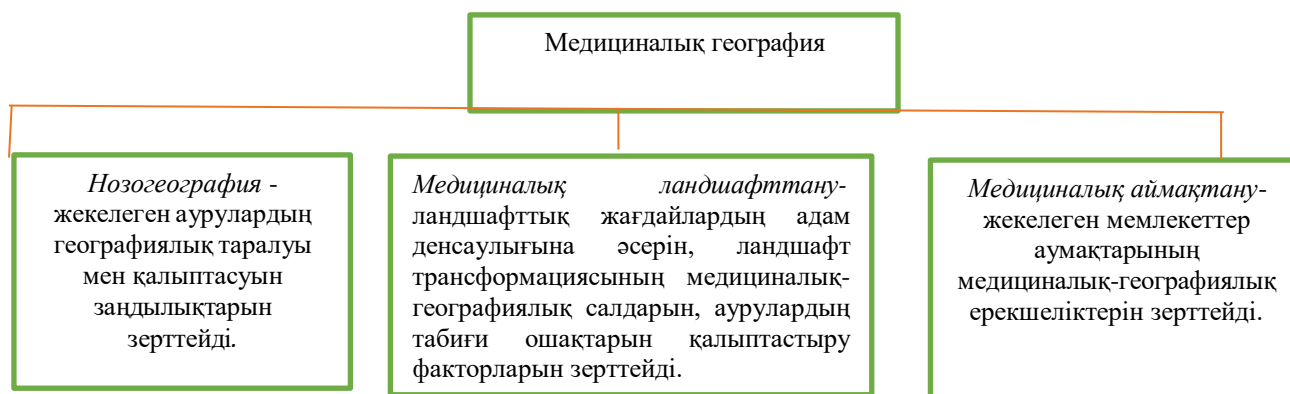 Медициналық география
Нозогеография -
жекелеген аурулардың
географиялық таралуы
мен қалыптасуын
заңдылықтарын
зерттейді.
Медициналық ландшафттану-
ландшафттық жағдайлардың адам
денсаулығына әсерін, ландшафт
трансформациясының медициналық-
географиялық салдарын, аурулардың
табиғи ошақтарын қалыптастыру
факторларын зерттейді.
Медициналық аймақтану-
жекелеген мемлекеттер
аумақтарының
медициналық-географиялық
ерекшеліктерін зерттейді.